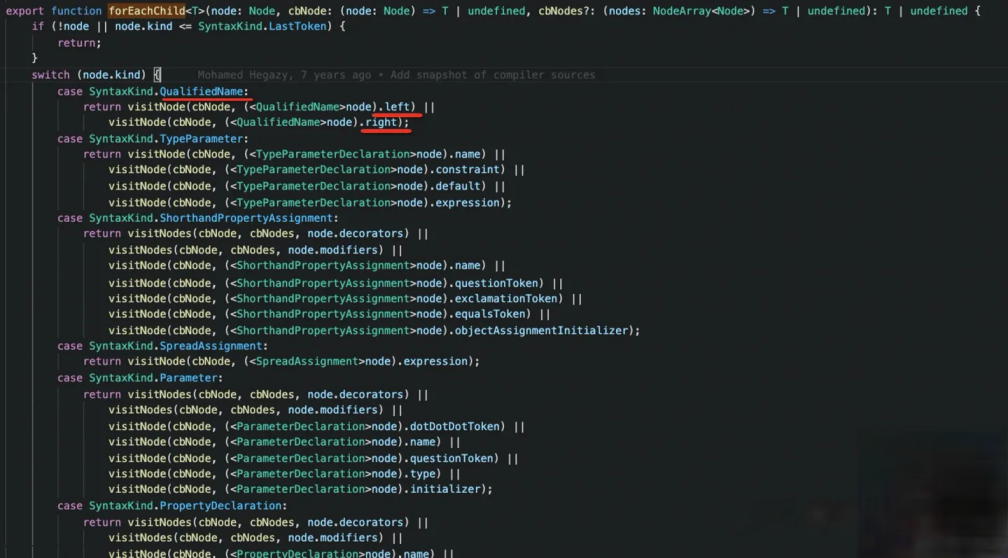 export function forEachChild<T>(node: Node, cbNode: (node: Node) => T | undefined, cbNodes?: (nodes: NodeArray<Node>) => T | undefined): T | undefined {
if (!node || node.kind <= SyntaxKind.LastToken) {
return;
}
switch (node.kind) { Mohamed Hegazy, 7 years ago • Add snapshot of compiler sources
case SyntaxKind.QualifiedName:
return visitNode(cbNode, (<QualifiedName>node).left) ||
visitNode(cbNode, (<QualifiedName>node).right);
case SyntaxKind.TypeParameter:
return visitNode(cbNode, (<TypeParameterDeclaration>node).name) ||
visitNode(cbNode, (<TypeParameterDeclaration>node).constraint) ||
visitNode(cbNode, (<TypeParameterDeclaration>node).default) ||
visitNode(cbNode, (<TypeParameterDeclaration>node).expression);
case SyntaxKind.ShorthandPropertyAssignment:
return visitNodes(cbNode, cbNodes, node.decorators) ||
visitNodes(cbNode, cbNodes, node.modifiers) ||
visitNode(cbNode, (<ShorthandPropertyAssignment>node).name) ||
visitNode(cbNode, (<ShorthandPropertyAssignment>node).questionToken) ||
visitNode(cbNode, (<ShorthandPropertyAssignment>node).exclamationToken) ||
visitNode(cbNode, (<ShorthandPropertyAssignment>node).equalsToken) ||
visitNode(cbNode, (<ShorthandPropertyAssignment>node).objectAssignmentInitializer);
case SyntaxKind.SpreadAssignment:
return visitNode(cbNode, (<SpreadAssignment>node).expression);
case SyntaxKind.Parameter:
return visitNodes(cbNode, cbNodes, node.decorators) ||
visitNodes(cbNode, cbNodes, node.modifiers) ||
visitNode(cbNode, (<ParameterDeclaration>node).dotDotDotToken) ||
visitNode(cbNode, (<ParameterDeclaration>node).name) ||
visitNode(cbNode, (<ParameterDeclaration>node).questionToken) ||
visitNode(cbNode, (<ParameterDeclaration>node).type) ||
visitNode(cbNode, (<ParameterDeclaration>node).initializer);
case SyntaxKind.PropertyDeclaration:
return visitNodes(cbNode, cbNodes, node.decorators) ||
visitNodes(cbNode, cbNodes, node.modifiers) ||
visitNode(cbNode, (<PropertyDeclaration>node).name) ||